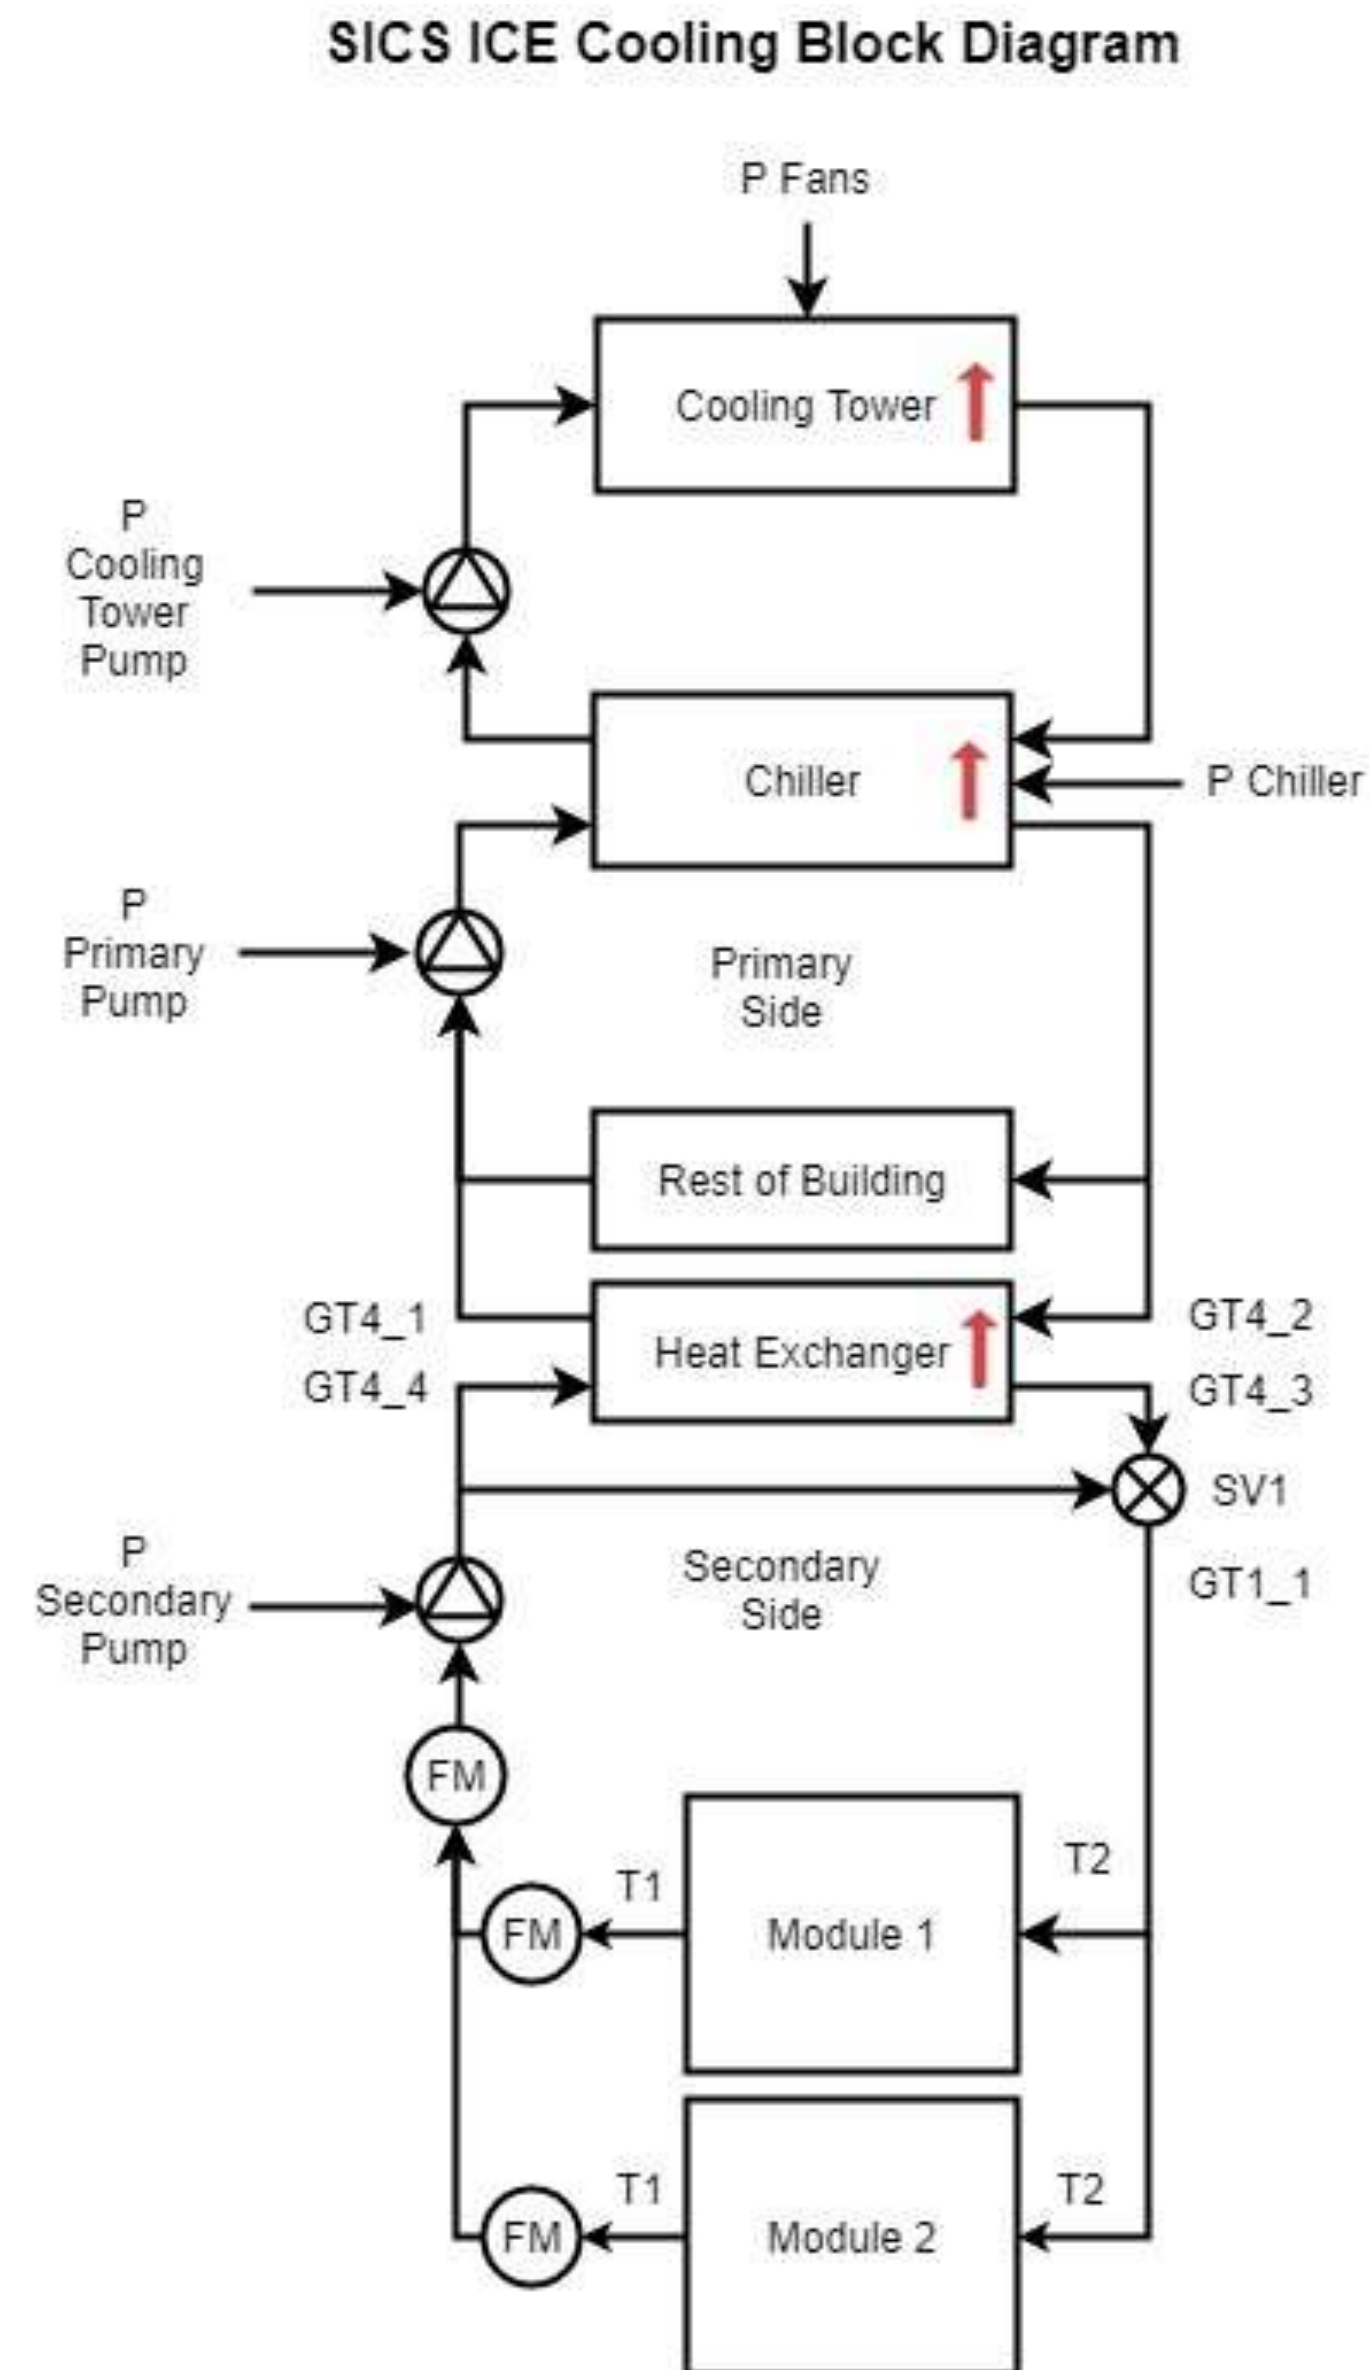 SICS ICE Cooling Block Diagram
P Fans
Cooling Tower
P
Cooling
Tower
Pump
Chiller
P Chiller
P
Primary
Pump
Primary
Side
Rest of Building
GT4_1
Heat Exchanger
GT4_2
GT4_4
GT4_3
SV1
P
Secondary
Pump
Secondary
Side
GT1_1
FM
T1
T2
FM
Module 1
T1
T2
FM
Module 2